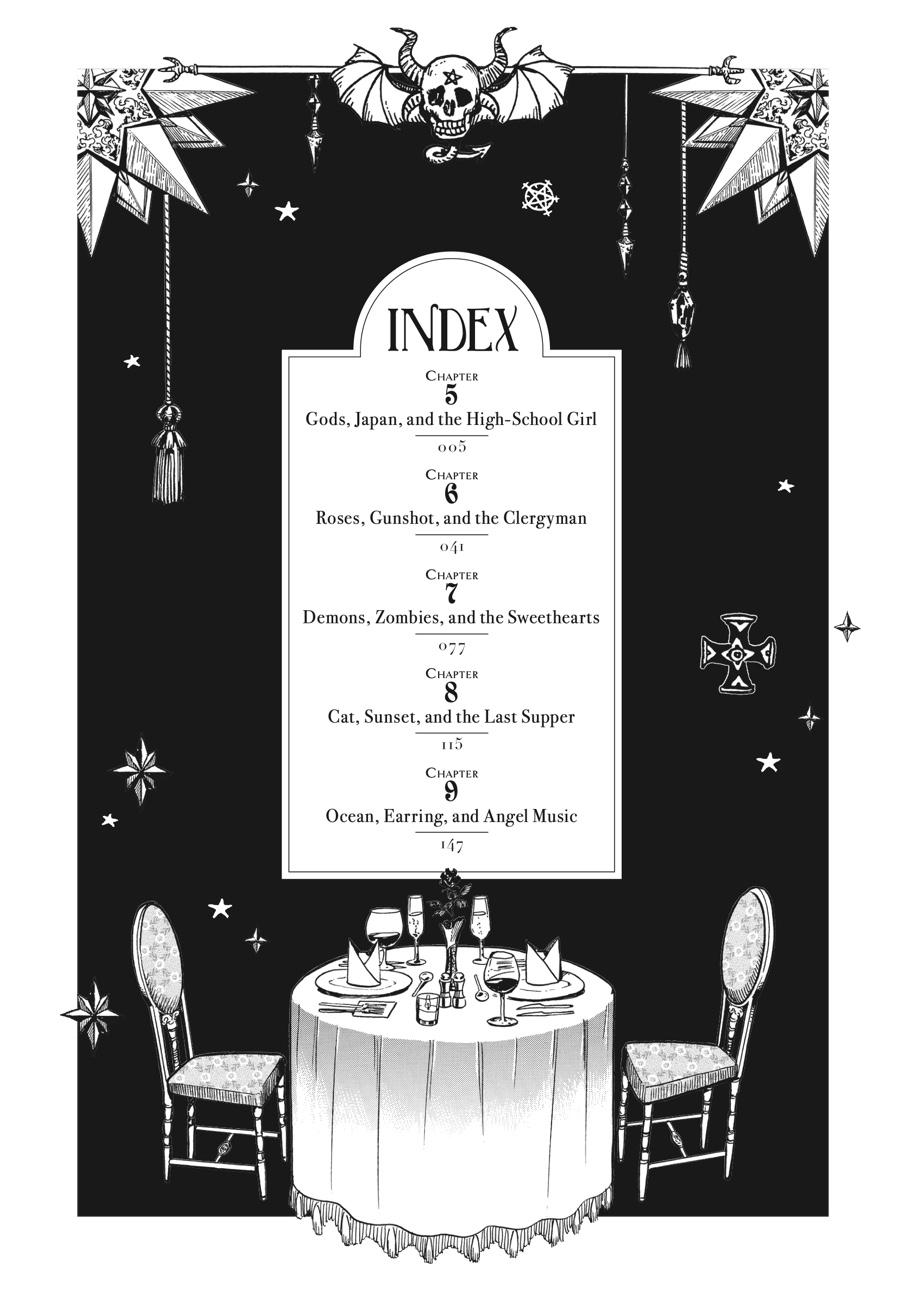 INDEX
Chapter
5
Gods, Japan, and the High-School Girl
005
Chapter
6
Roses, Gunshot, and the Clergyman
041
Chapter
7
Demons, Zombies, and the Sweethearts
077
Chapter
8
Cat, Sunset, and the Last Supper
115
Chapter
9
Ocean, Earring, and Angel Music
147